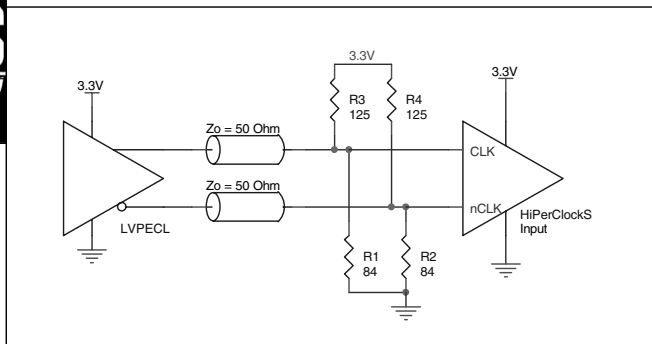 3.3V
3.3V
3.3V
R3
125
R4
125
Zo = 50 Ohm
CLK
Zo = 50 Ohm
nCLK
HiPerClockS
Input
LVPECL
R1
84
R2
84